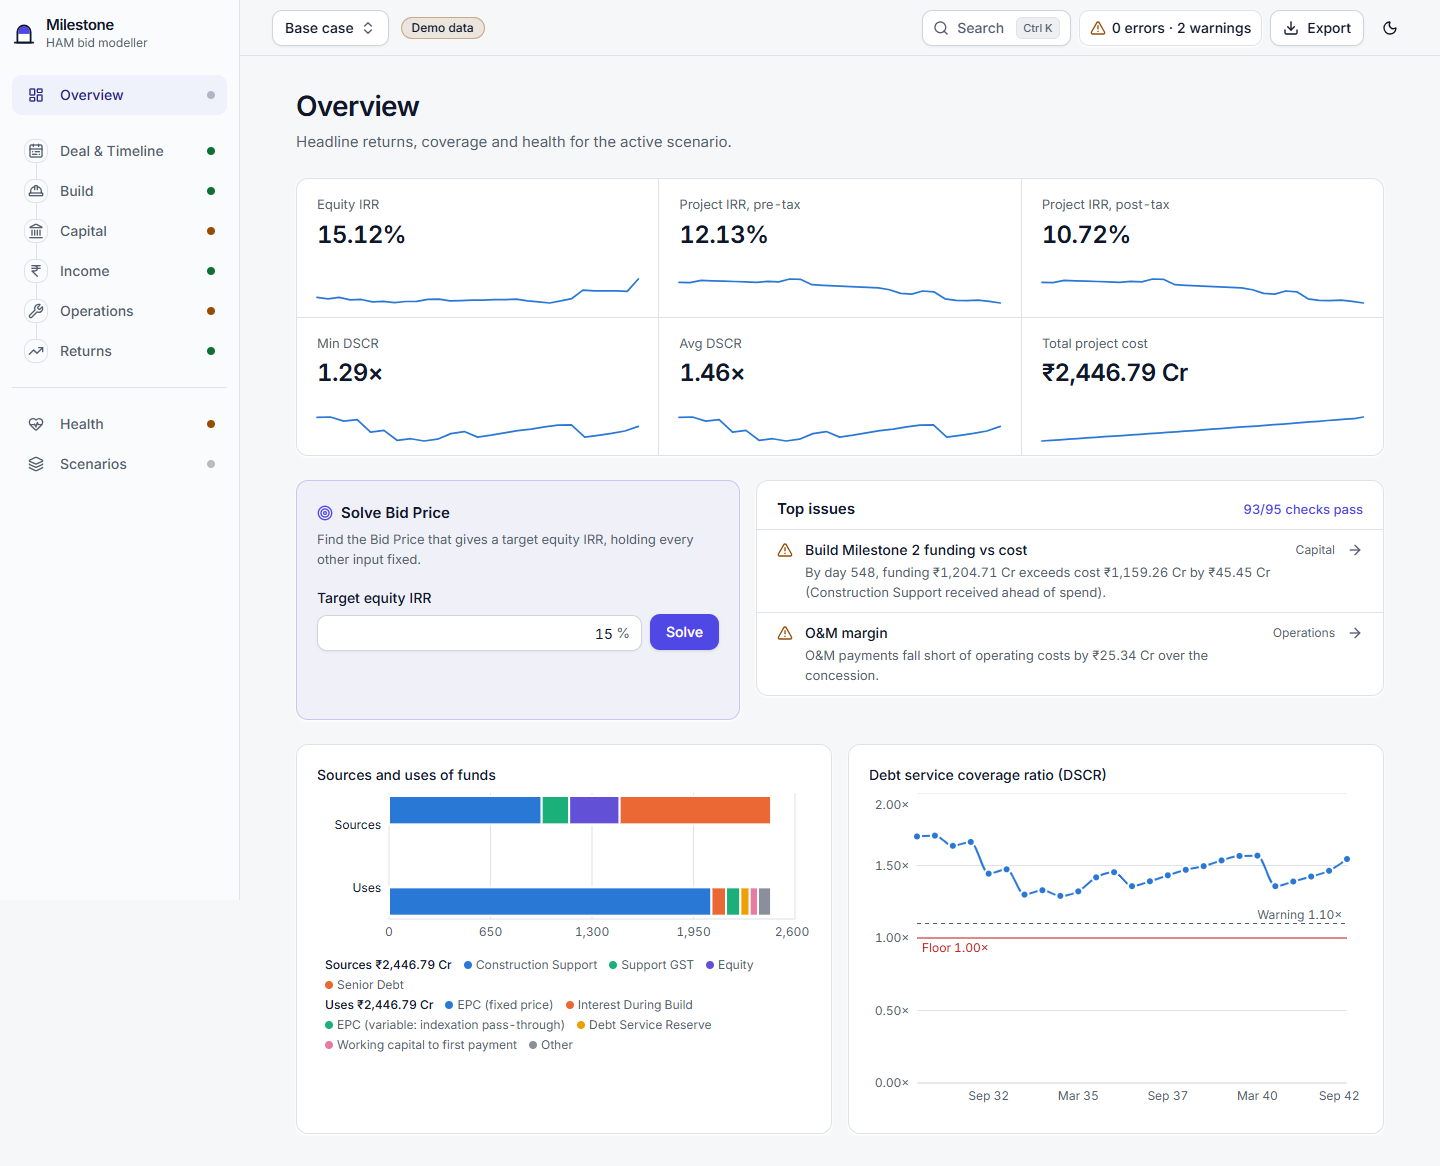 Milestone
HAM bid modeller
Base case
Demo data
Search
Ctrl K
0 errors · 2 warnings
Export
Overview
Deal & Timeline
Build
Capital
Income
Operations
Returns
Health
Scenarios
Overview
Headline returns, coverage and health for the active scenario.
Equity IRR
15.12%
Project IRR, pre-tax
12.13%
Project IRR, post-tax
10.72%
Min DSCR
1.29×
Avg DSCR
1.46×
Total project cost
₹2,446.79 Cr
Solve Bid Price
Find the Bid Price that gives a target equity IRR, holding every
other input fixed.
Target equity IRR
15 %
Solve
Top issues
93/95 checks pass
Build Milestone 2 funding vs cost
Capital
By day 548, funding ₹1,204.71 Cr exceeds cost ₹1,159.26 Cr by ₹45.45 Cr
(Construction Support received ahead of spend).
O&M margin
Operations
O&M payments fall short of operating costs by ₹25.34 Cr over the
concession.
Sources and uses of funds
Sources
Uses
0 650 1,300 1,950 2,600
Sources ₹2,446.79 Cr Construction Support Support GST Equity
Senior Debt
Uses ₹2,446.79 Cr EPC (fixed price) Interest During Build
EPC (variable: indexation pass-through) Debt Service Reserve
Working capital to first payment Other
Debt service coverage ratio (DSCR)
2.00×
1.50×
Warning 1.10×
1.00×
Floor 1.00×
0.50×
0.00×
Sep 32 Mar 35 Sep 37 Mar 40 Sep 42